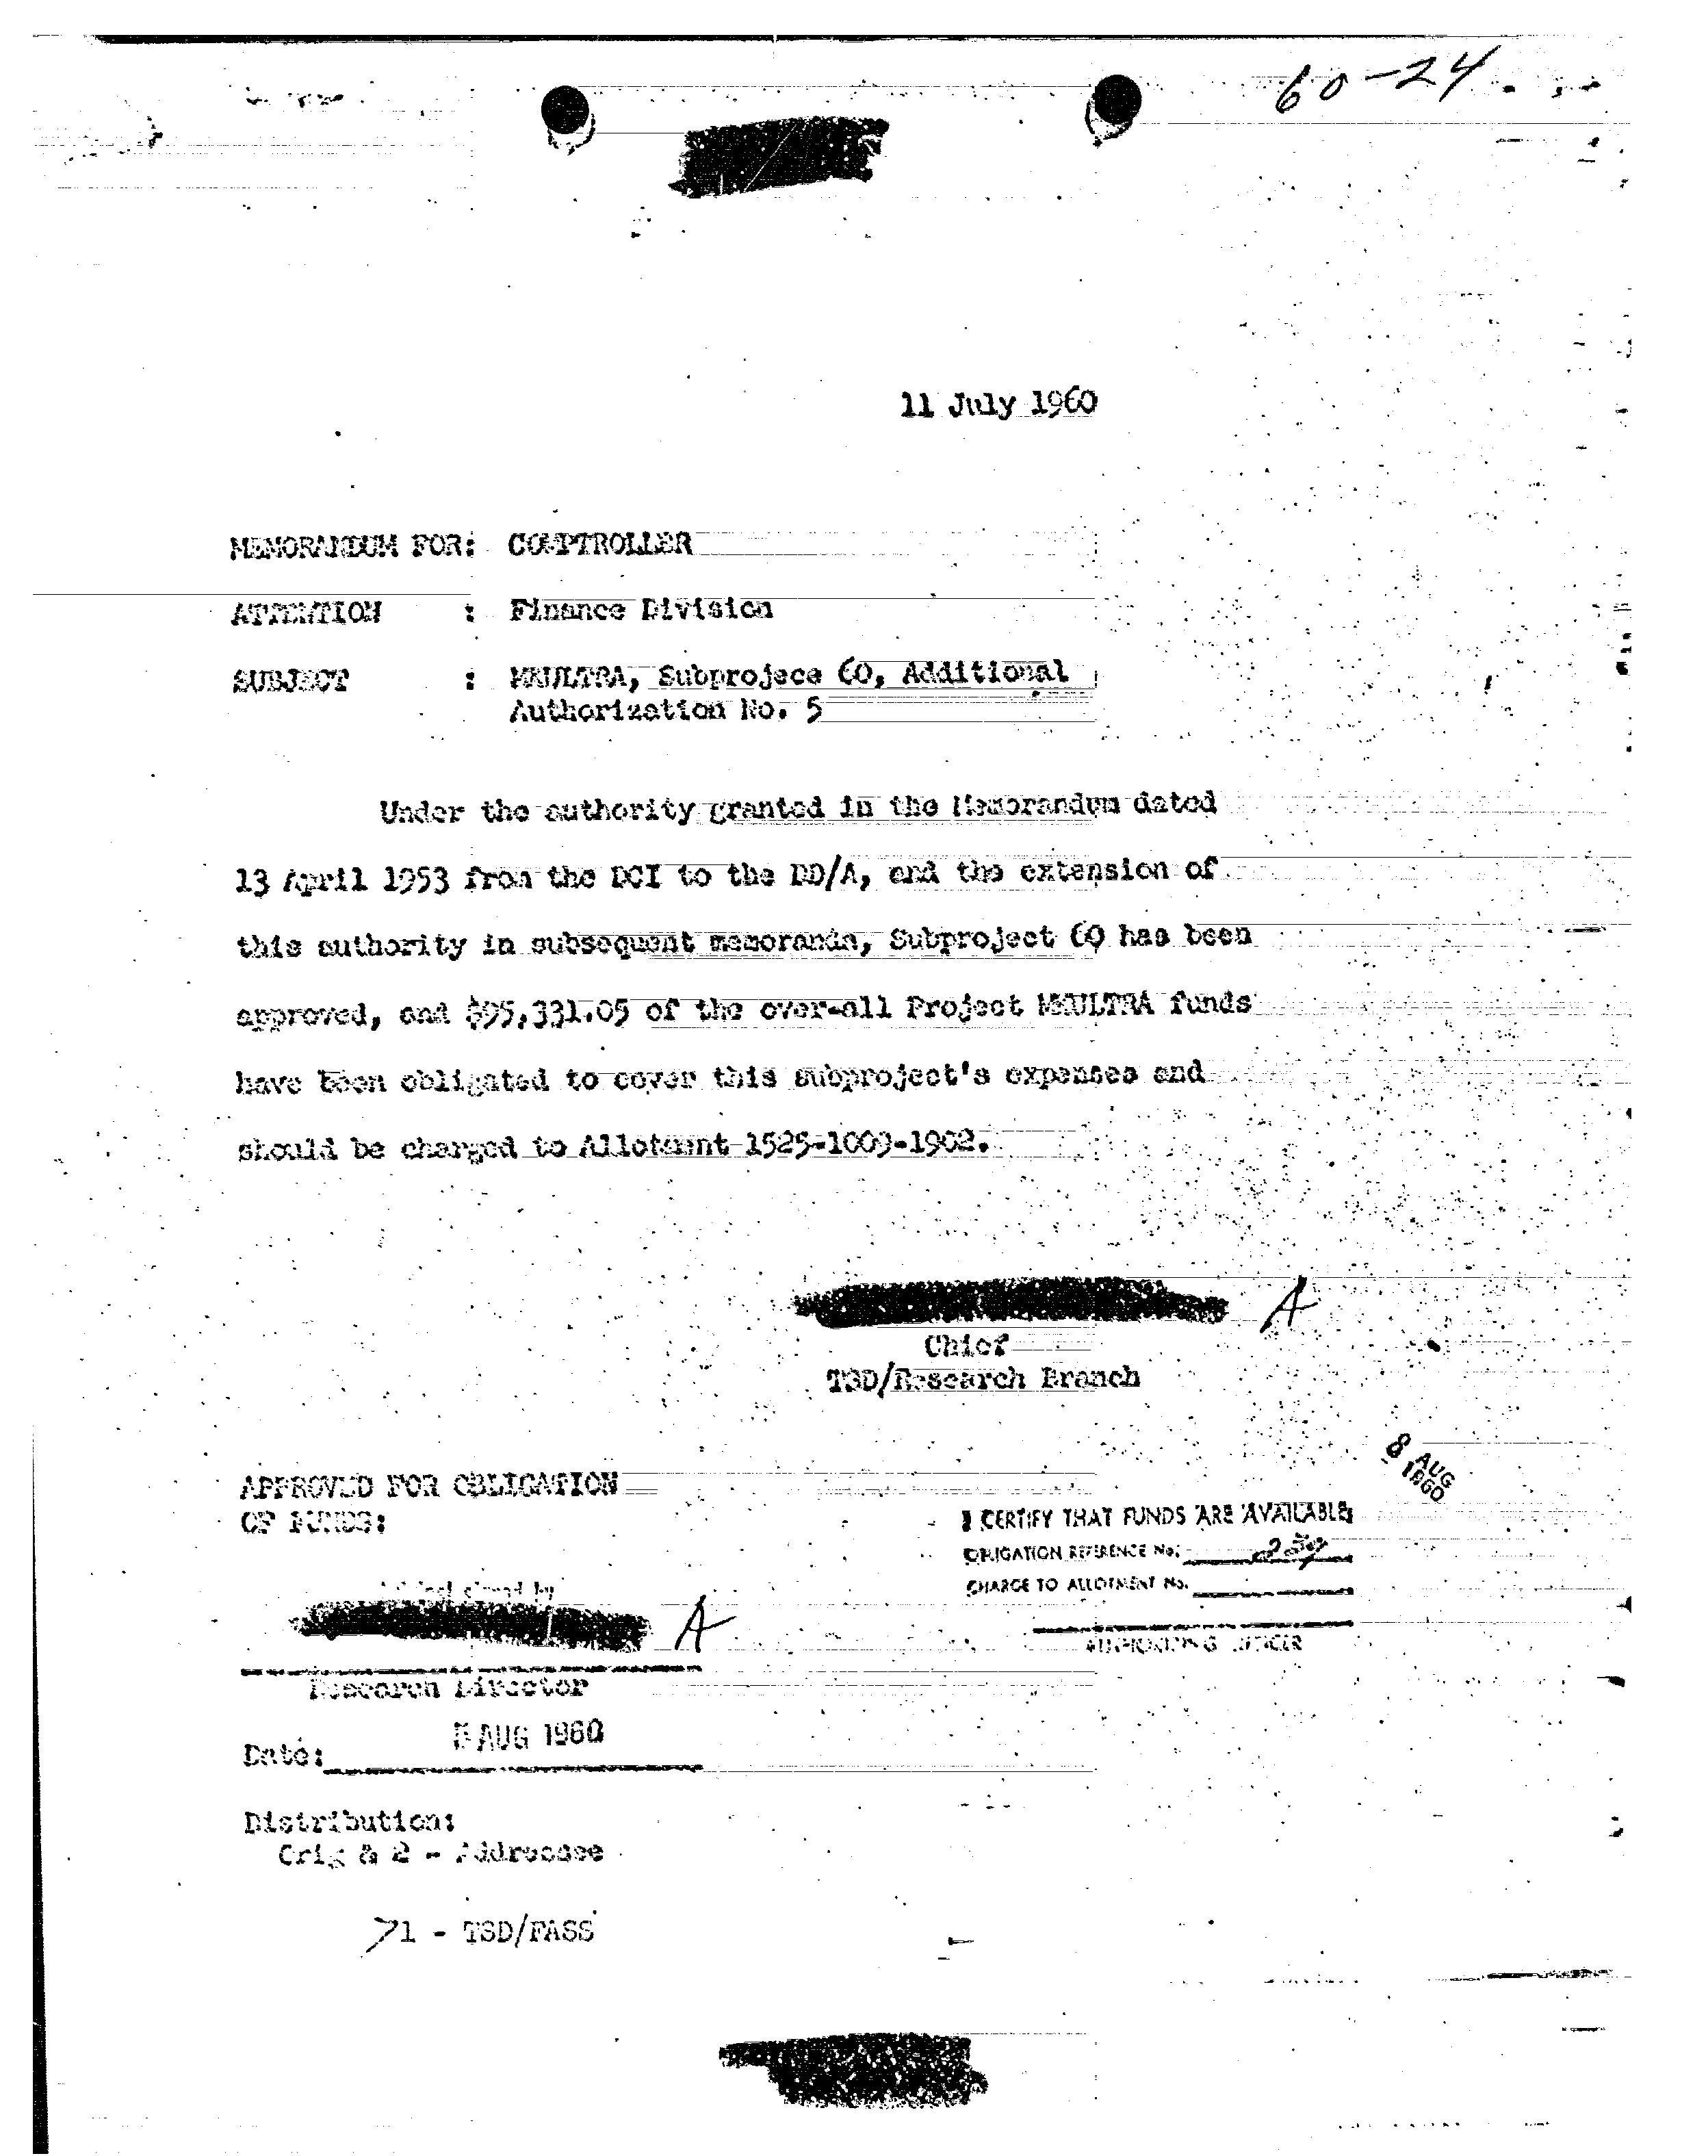 60-24
11 July 1960
MEMORANDUM FOR: COMPTROLLER
ATTENTION : Finance Division
SUBJECT : MKULTRA, Subprojece 60, Additional
Authorization No. 5
Under the authority granted in the Memorandum dated
13 April 1953 from the DCI to the DD/A, and the extension of
this authority in subsequent memoranda, Subproject 60 has been
approved, and $95,331.05 of the over-all Project MKULTRA funds
have been obligated to cover this subproject's expenses and
should be charged to Allotment 1525-1009-1902.
A
Chief
TSD/Research Branch
8 AUG
1960
APPROVED FOR OBLIGATION
OF FUNDS:
I CERTIFY THAT FUNDS ARE AVAILABLE
OBLIGATION REFERENCE No.
CHARGE TO ALLOTMENT No.
signed by
A
AUTHORIZING OFFICER
Research Director
Date: AUG 1960
Distribution:
Orig & 2 - Addressee
1 - TSD/FASS